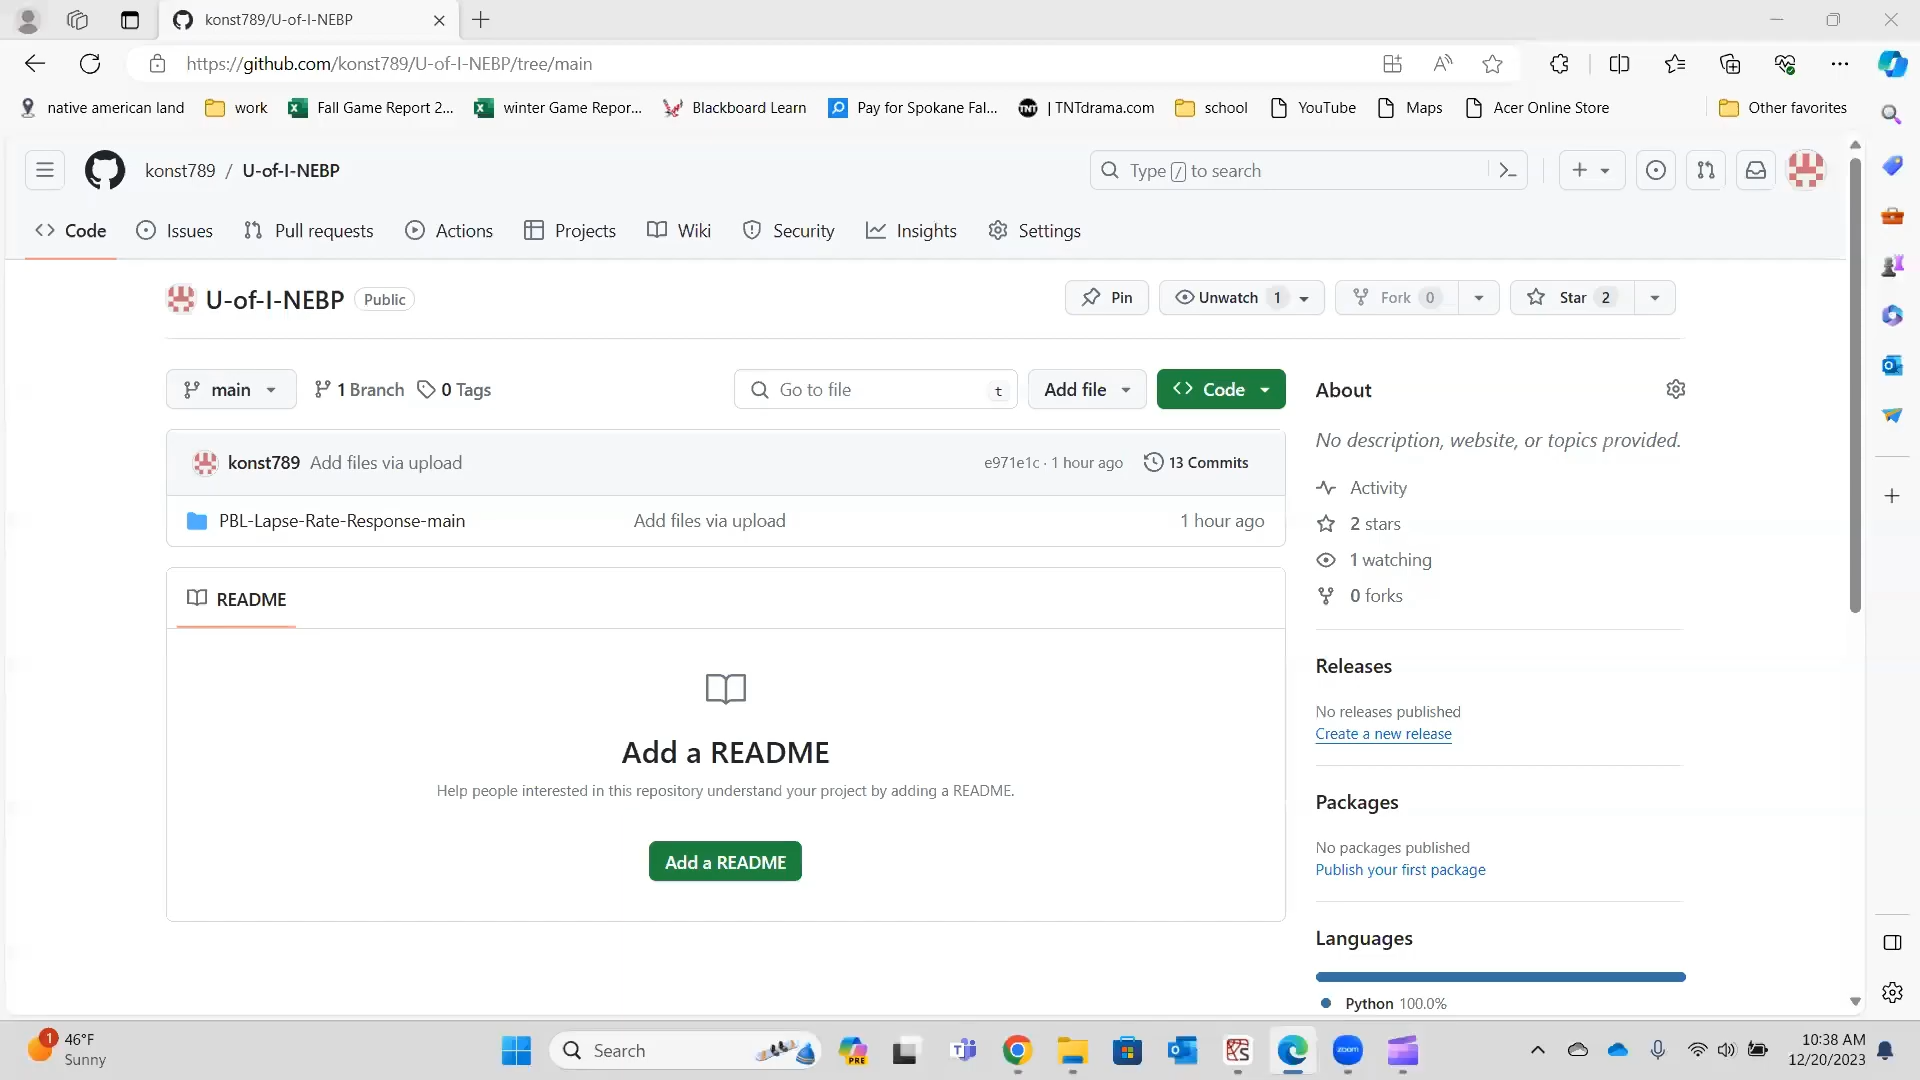 konst789/U-of-I-NEBP
https://github.com/konst789/U-of-I-NEBP/tree/main
native american land work Fall Game Report 2... winter Game Repor... Blackboard Learn Pay for Spokane Fal... TNT | TNTdrama.com school YouTube Maps Acer Online Store Other favorites
konst789 / U-of-I-NEBP Type / to search
Code Issues Pull requests Actions Projects Wiki Security Insights Settings
U-of-I-NEBP Public Pin Unwatch 1 Fork 0 Star 2
main 1 Branch 0 Tags Go to file t Add file Code About
No description, website, or topics provided.
konst789 Add files via upload e971e1c · 1 hour ago 13 Commits
Activity
PBL-Lapse-Rate-Response-main Add files via upload 1 hour ago
2 stars
1 watching
0 forks
README
Releases
No releases published
Create a new release
Add a README
Help people interested in this repository understand your project by adding a README.
Add a README
Packages
No packages published
Publish your first package
Languages
Python 100.0%
1 46°F
Sunny
Search
PRE
zoom
10:38 AM
12/20/2023